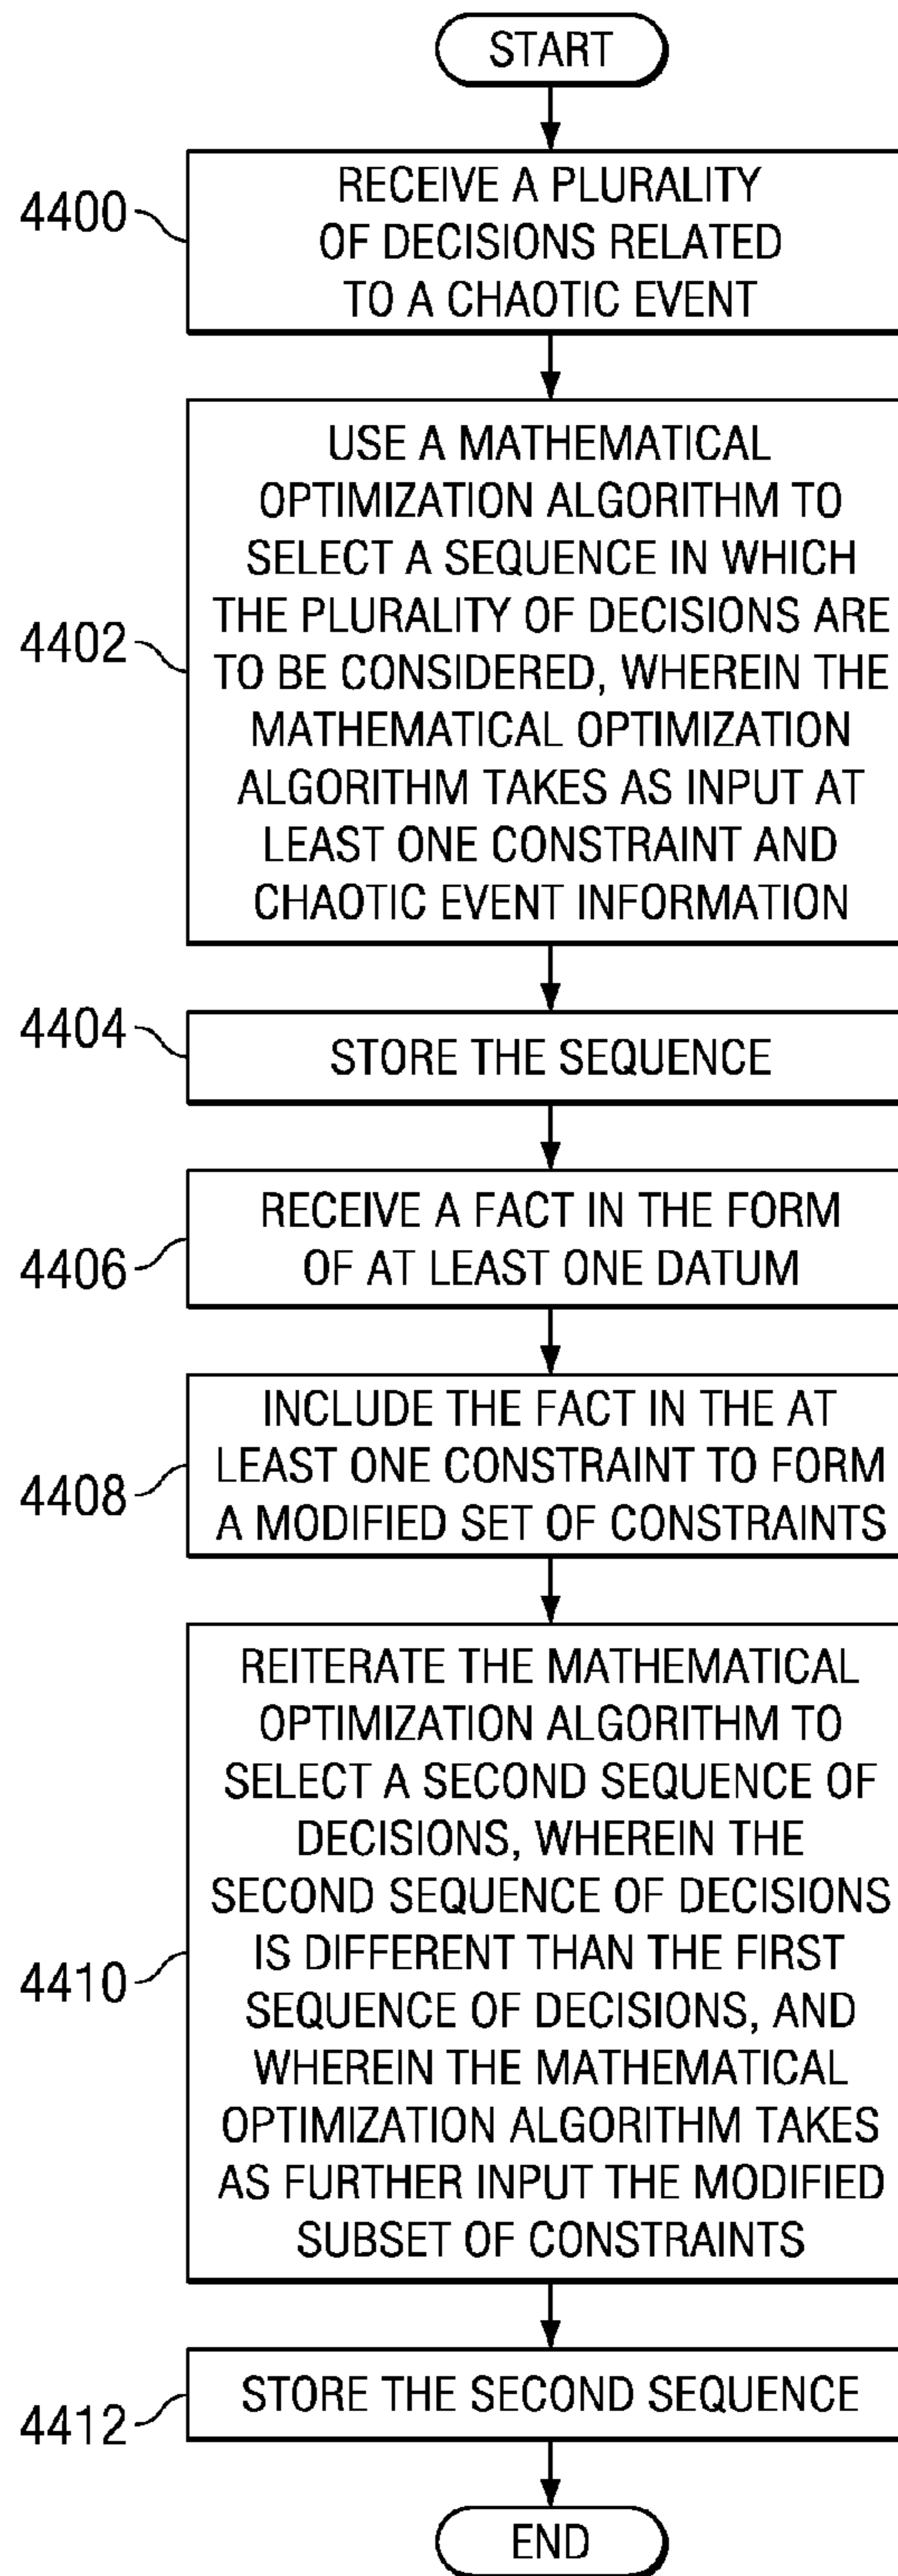 START
4400
RECEIVE A PLURALITY
OF DECISIONS RELATED
TO A CHAOTIC EVENT
4402
USE A MATHEMATICAL
OPTIMIZATION ALGORITHM TO
SELECT A SEQUENCE IN WHICH
THE PLURALITY OF DECISIONS ARE
TO BE CONSIDERED, WHEREIN THE
MATHEMATICAL OPTIMIZATION
ALGORITHM TAKES AS INPUT AT
LEAST ONE CONSTRAINT AND
CHAOTIC EVENT INFORMATION
4404
STORE THE SEQUENCE
4406
RECEIVE A FACT IN THE FORM
OF AT LEAST ONE DATUM
4408
INCLUDE THE FACT IN THE AT
LEAST ONE CONSTRAINT TO FORM
A MODIFIED SET OF CONSTRAINTS
4410
REITERATE THE MATHEMATICAL
OPTIMIZATION ALGORITHM TO
SELECT A SECOND SEQUENCE OF
DECISIONS, WHEREIN THE
SECOND SEQUENCE OF DECISIONS
IS DIFFERENT THAN THE FIRST
SEQUENCE OF DECISIONS, AND
WHEREIN THE MATHEMATICAL
OPTIMIZATION ALGORITHM TAKES
AS FURTHER INPUT THE MODIFIED
SUBSET OF CONSTRAINTS
4412
STORE THE SECOND SEQUENCE
END